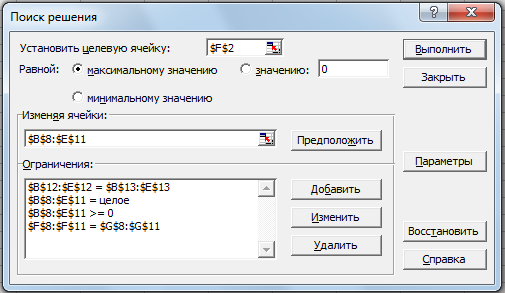 Поиск решения
Установить целевую ячейку: $F$2
Выполнить
Равной: максимальному значению значению: 0
Закрыть
минимальному значению
Изменяя ячейки:
$B$8:$E$11
Предположить
Ограничения:
Параметры
$B$12:$E$12 = $B$13:$E$13
$B$8:$E$11 = целое
$B$8:$E$11 >= 0
$F$8:$F$11 = $G$8:$G$11
Добавить
Изменить
Удалить
Восстановить
Справка